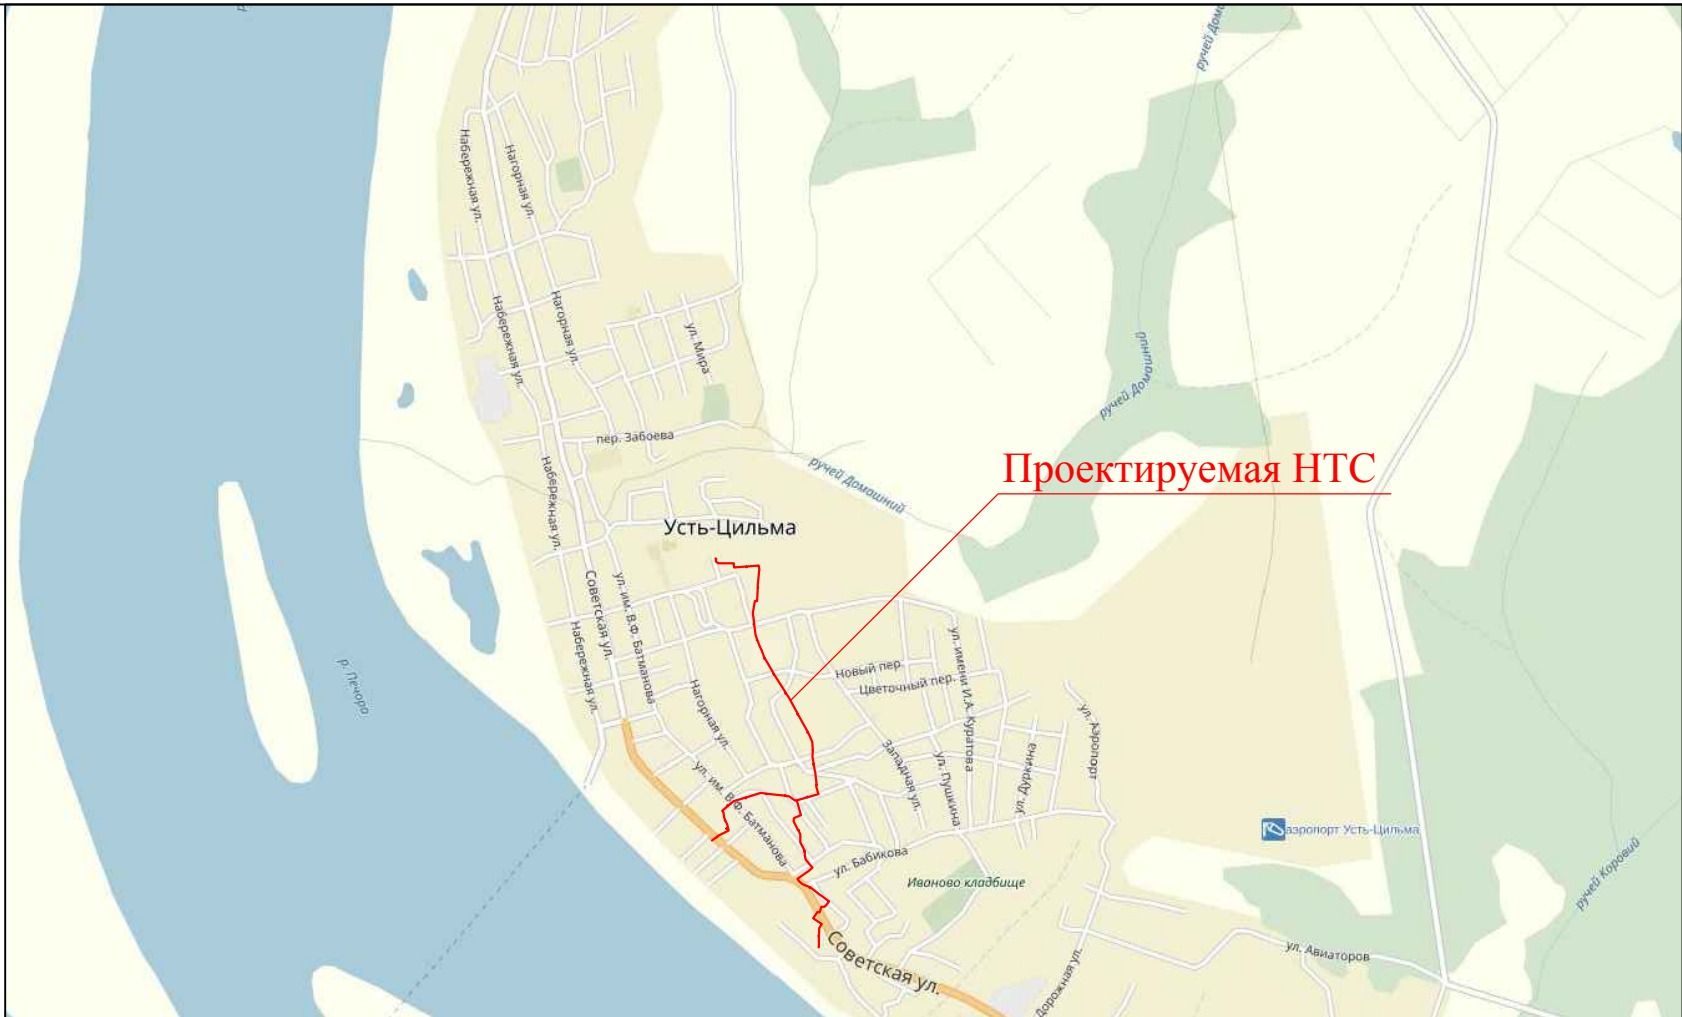 ручей Дома
Набережная ул.
Нагорная ул.
Набережная ул.
Нагорная ул.
ул. Мира
ручей Домашний
ручей Домашний
пер. Забоева
Проектируемая НТС
Набережная ул.
Усть-Цильма
Советская ул.
ул. им. В.Ф. Батманова
Набережная ул.
р. Печора
Нагорная ул.
Новый пер.
Цветочный пер.
ул. имени И.А. Куратова
ул. Аэропорт
Западная ул.
ул. Пушкина
ул. Дуркина
ул. им. В.Ф. Батманова
аэропорт Усть-Цильма
ул. Бабикова
Иваново кладбище
ручей Коровий
Советская ул.
Дорожная ул.
ул. Авиаторов